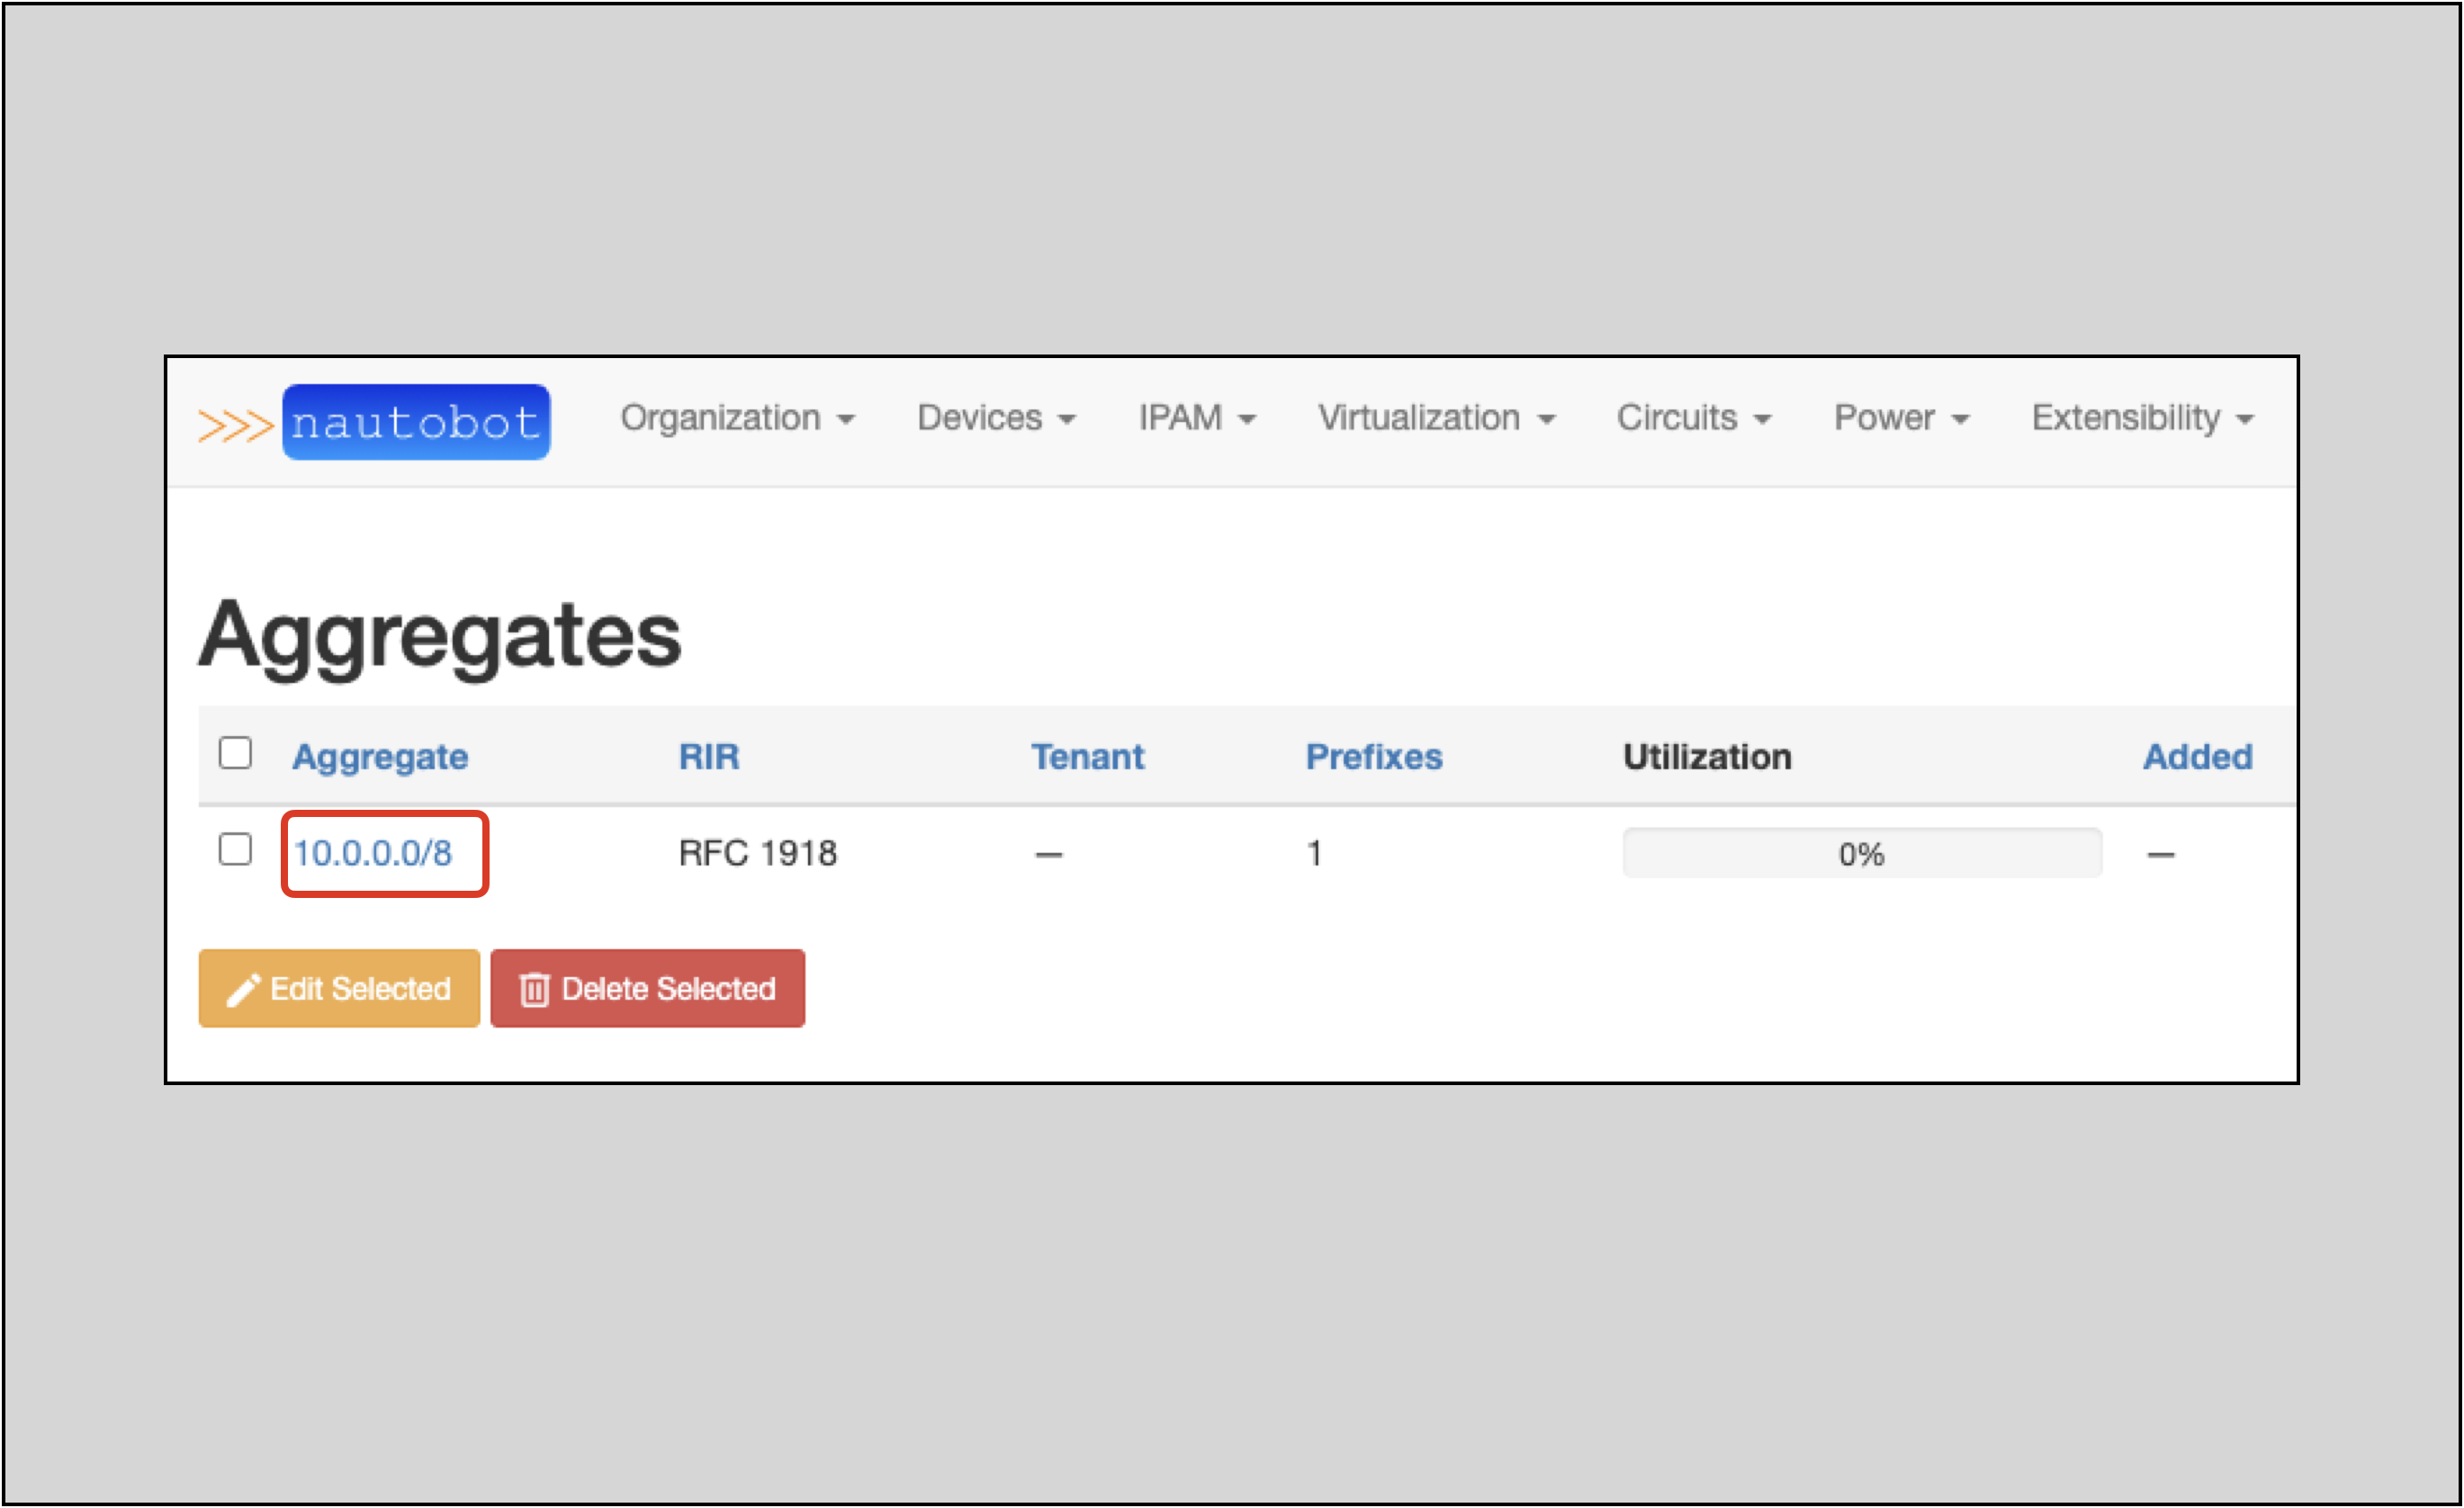 >>> nautobot Organization Devices IPAM Virtualization Circuits Power Extensibility
Aggregates
Aggregate RIR Tenant Prefixes Utilization Added
10.0.0.0/8 RFC 1918 — 1 0% —
Edit Selected Delete Selected